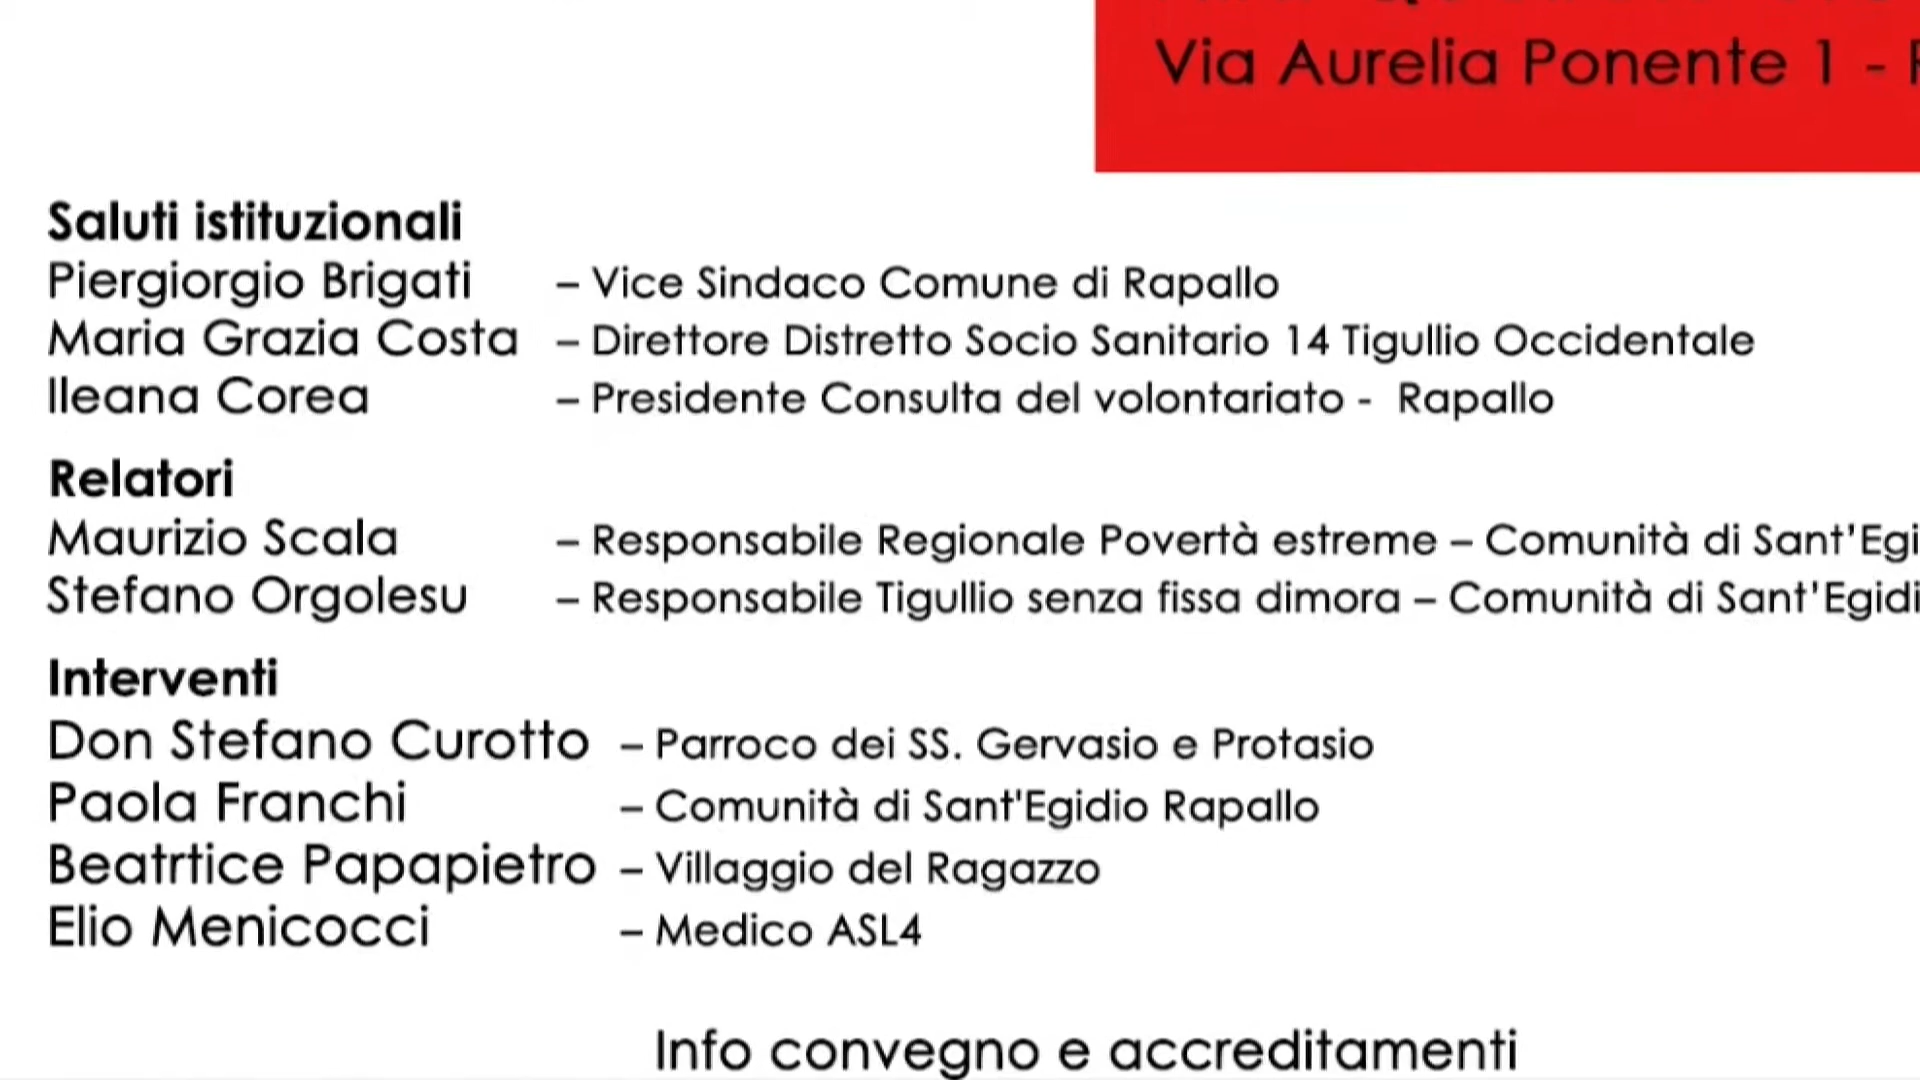 Via Aurelia Ponente 1 -
Saluti istituzionali
Piergiorgio Brigati – Vice Sindaco Comune di Rapallo
Maria Grazia Costa – Direttore Distretto Socio Sanitario 14 Tigullio Occidentale
Ileana Corea – Presidente Consulta del volontariato - Rapallo
Relatori
Maurizio Scala – Responsabile Regionale Povertà estreme – Comunità di Sant’Egi
Stefano Orgolesu – Responsabile Tigullio senza fissa dimora – Comunità di Sant’Egidi
Interventi
Don Stefano Curotto – Parroco dei SS. Gervasio e Protasio
Paola Franchi – Comunità di Sant'Egidio Rapallo
Beatrtice Papapietro – Villaggio del Ragazzo
Elio Menicocci – Medico ASL4
Info convegno e accreditamenti